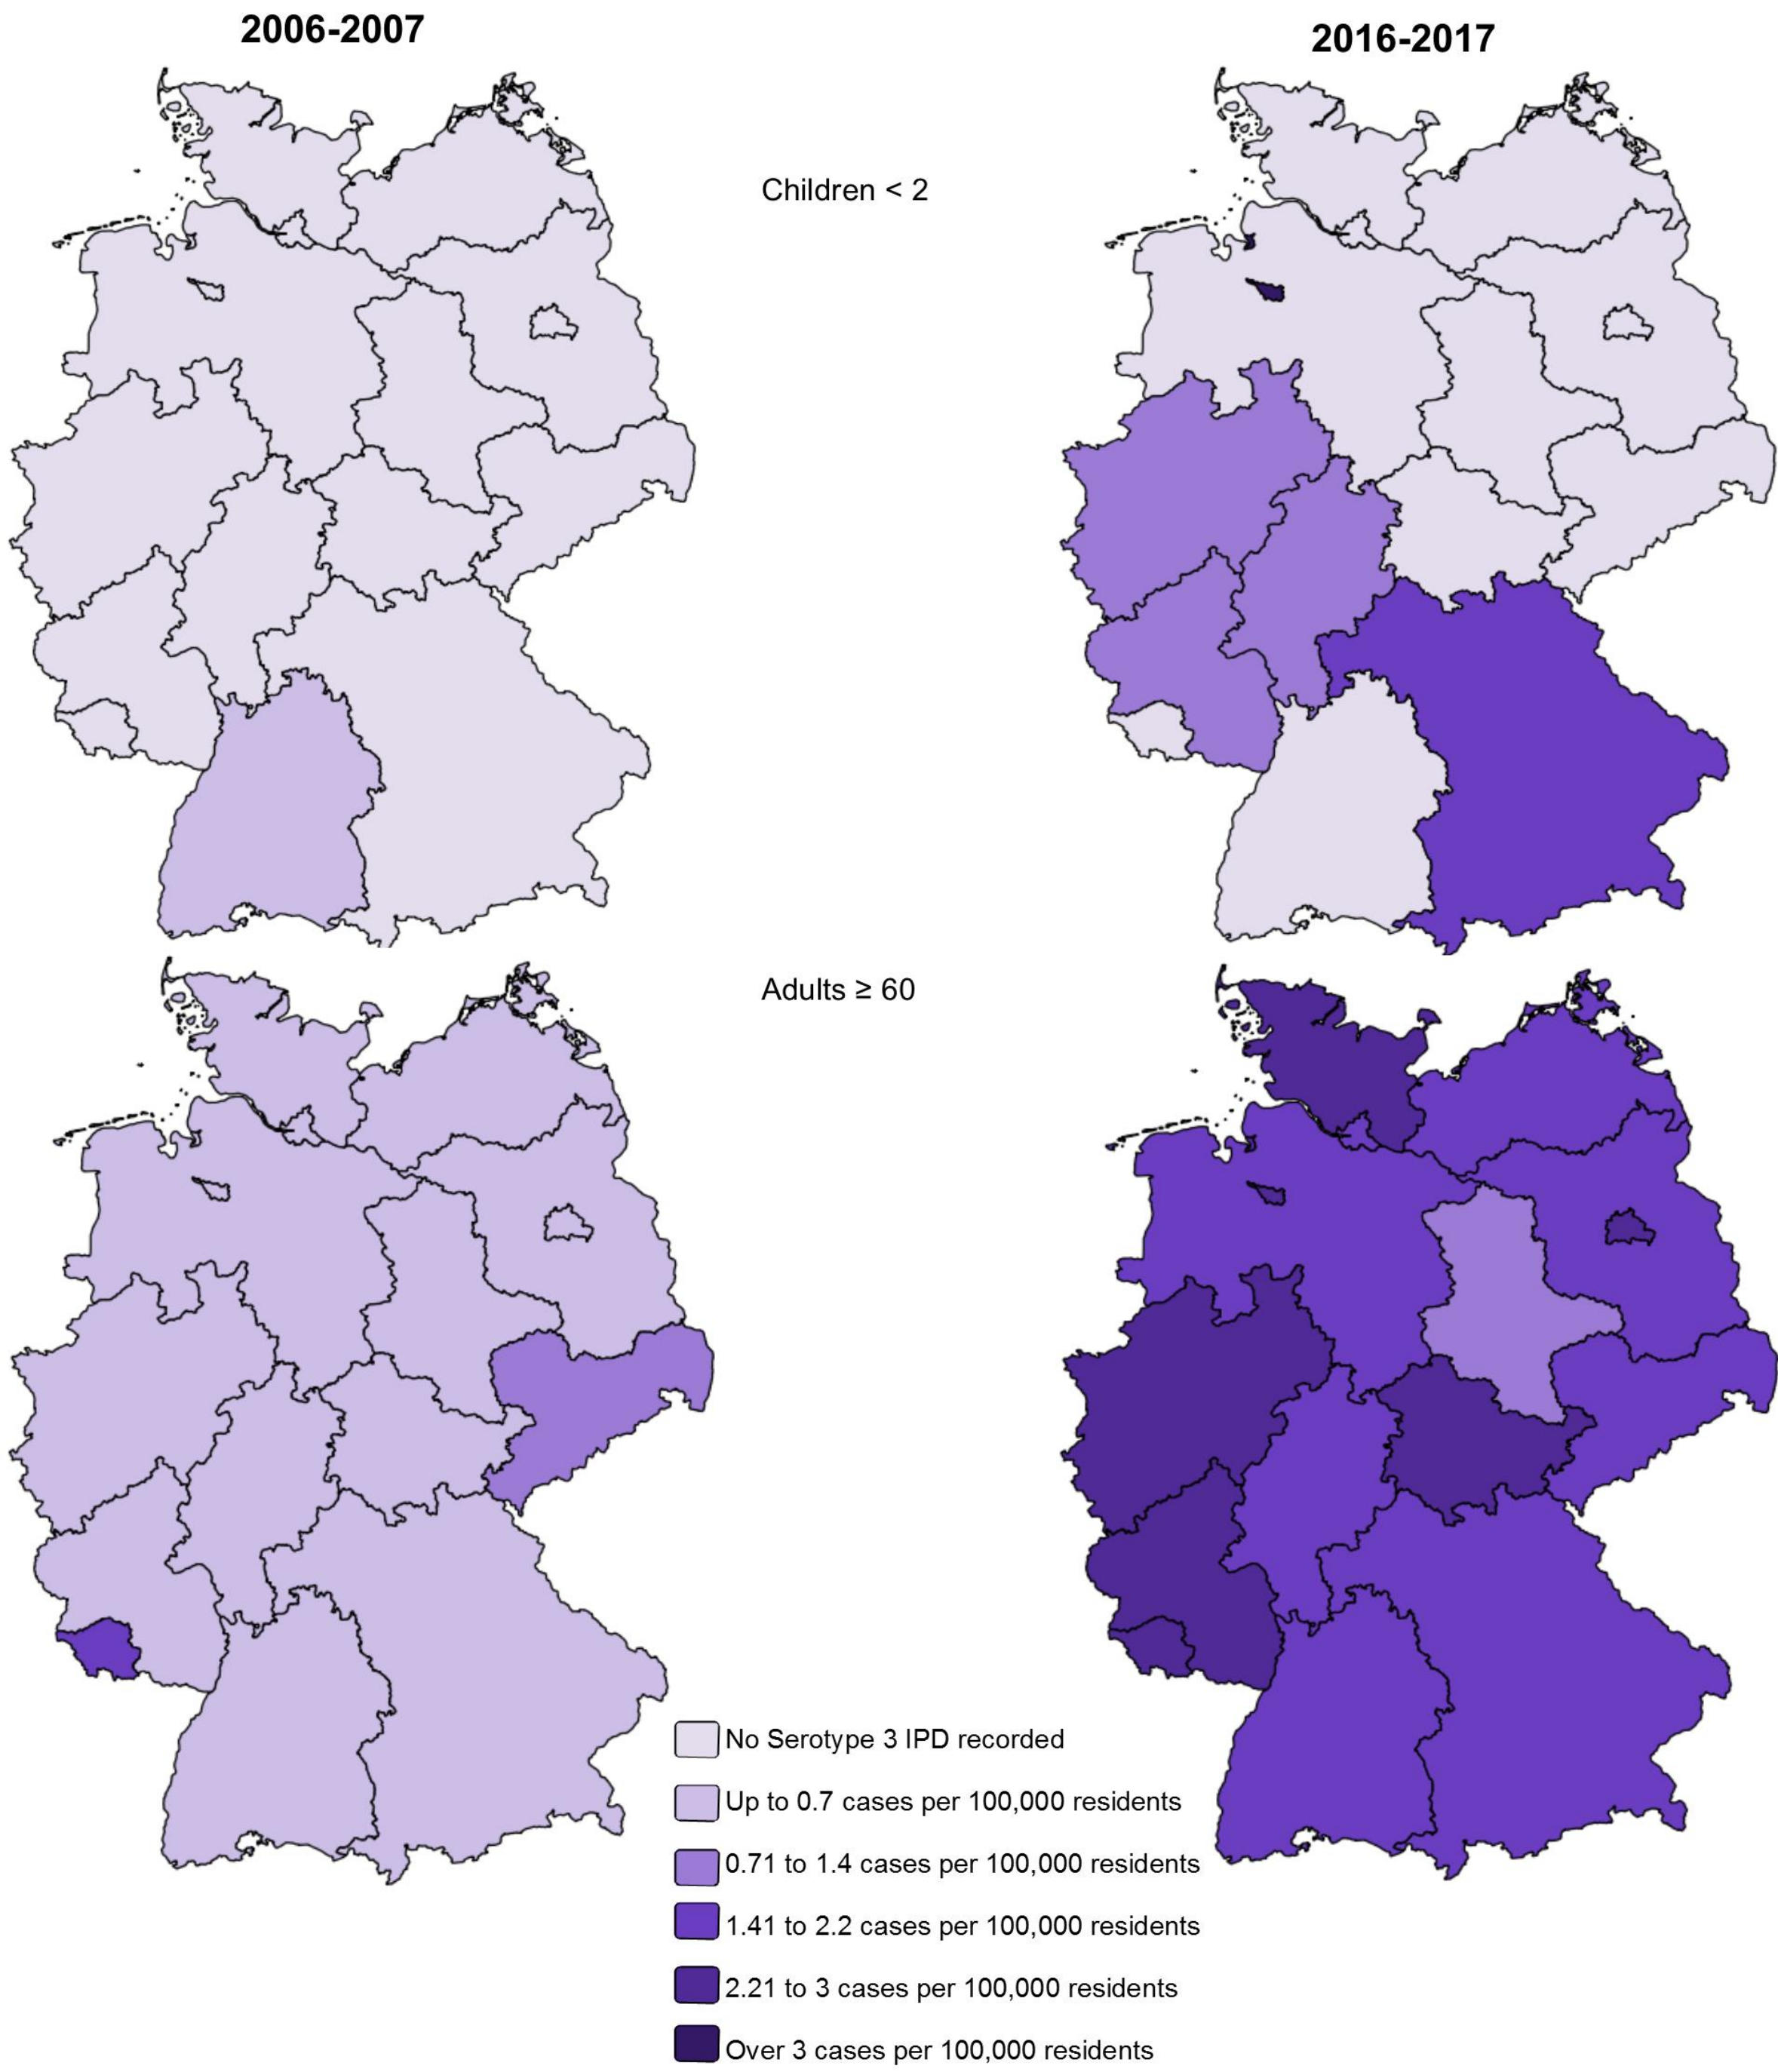 2006-2007
2016-2017
Children < 2
Adults ≥ 60
No Serotype 3 IPD recorded
Up to 0.7 cases per 100,000 residents
0.71 to 1.4 cases per 100,000 residents
1.41 to 2.2 cases per 100,000 residents
2.21 to 3 cases per 100,000 residents
Over 3 cases per 100,000 residents